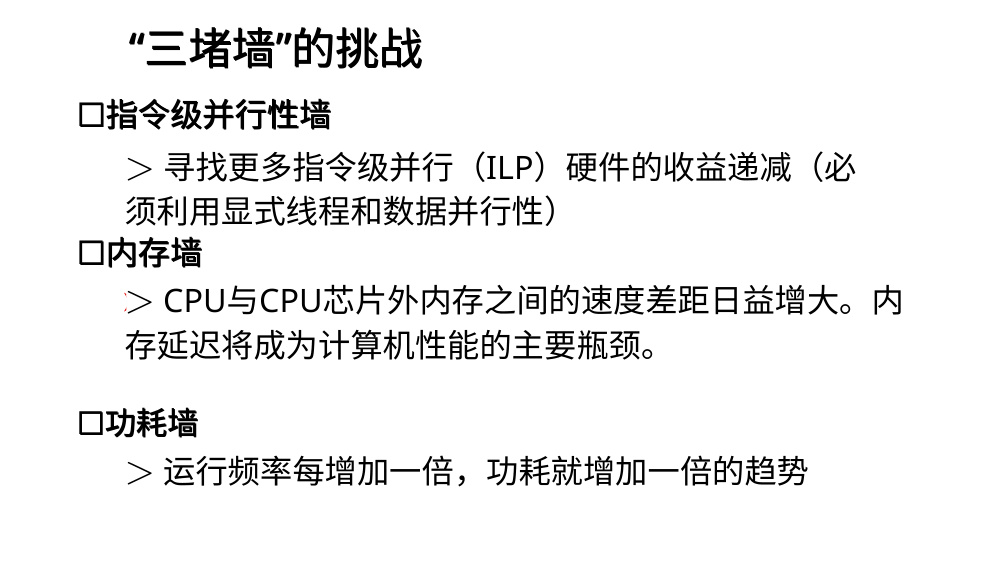 “三堵墙”的挑战
□指令级并行性墙
＞ 寻找更多指令级并行（ILP）硬件的收益递减（必
须利用显式线程和数据并行性）
□内存墙
＞ CPU与CPU芯片外内存之间的速度差距日益增大。内
存延迟将成为计算机性能的主要瓶颈。
□功耗墙
＞ 运行频率每增加一倍，功耗就增加一倍的趋势